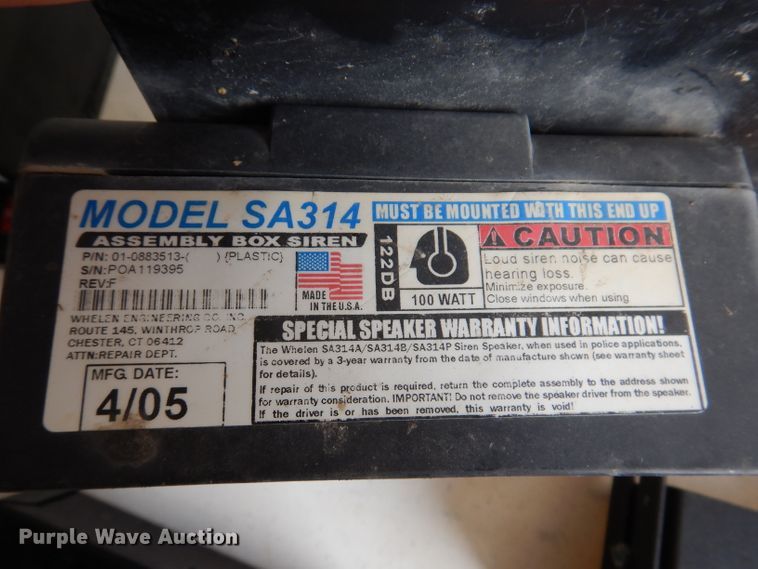 MODEL SA314
ASSEMBLY BOX SIREN
P/N: 01-0883513-( ) (PLASTIC)
S/N:POA119395
REV:F
MADE
IN THE U.S.A.
WHELEN ENGINEERING CO. INC.
ROUTE 145, WINTHROP ROAD
CHESTER, CT 06412
ATTN:REPAIR DEPT.
MFG. DATE:
4/05
MUST BE MOUNTED WITH THIS END UP
122DB
100 WATT
CAUTION
Loud siren noise can cause
hearing loss.
Minimize exposure.
Close windows when using
SPECIAL SPEAKER WARRANTY INFORMATION!
The Whelen SA314A/SA314B/SA314P Siren Speaker, when used in police applications,
is covered by a 3-year warranty from the date of manufacture shown (see warranty sheet
for details).
If repair of this product is required, return the complete assembly to the address shown
for warranty consideration. IMPORTANT! Do not remove the speaker driver from the speaker.
If the driver is or has been removed, this warranty is void!
Purple Wave Auction